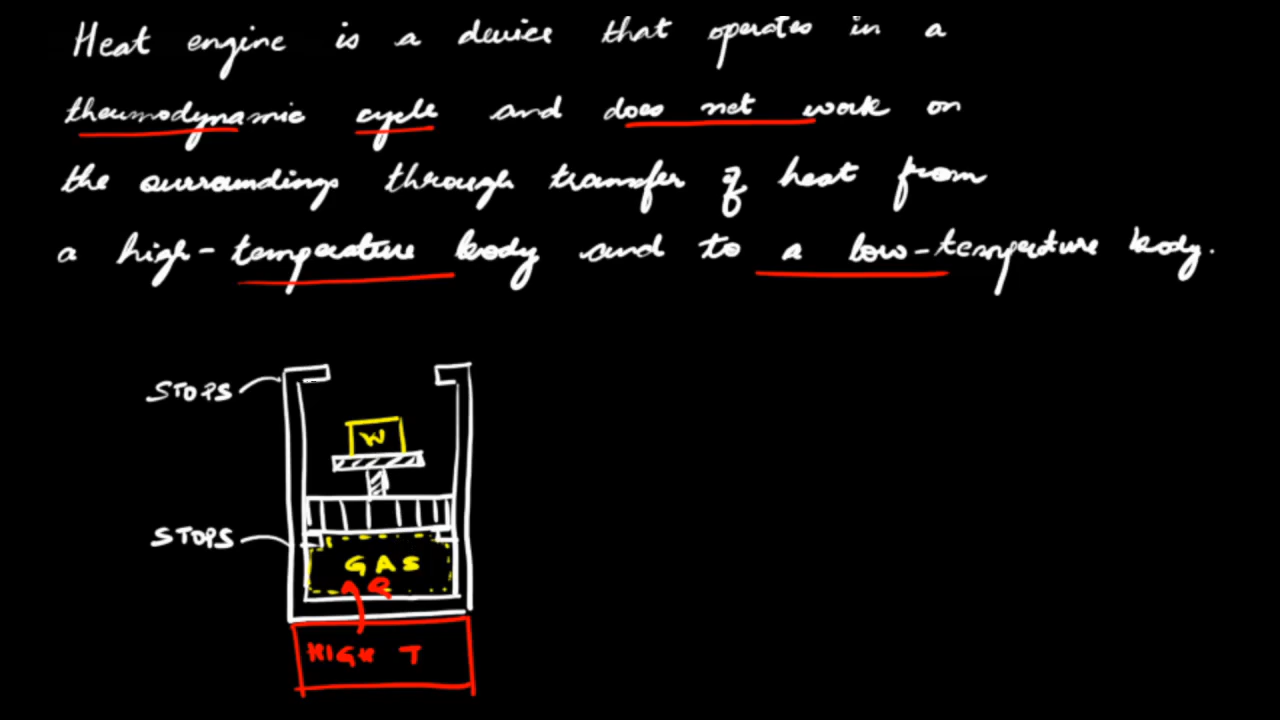 Heat engine is a device that operates in a
thermodynamic cycle and does net work on
the surroundings through transfer of heat from
a high-temperature body and to a low-temperature body.
STOPS
W
STOPS
GAS
Q
HIGH T